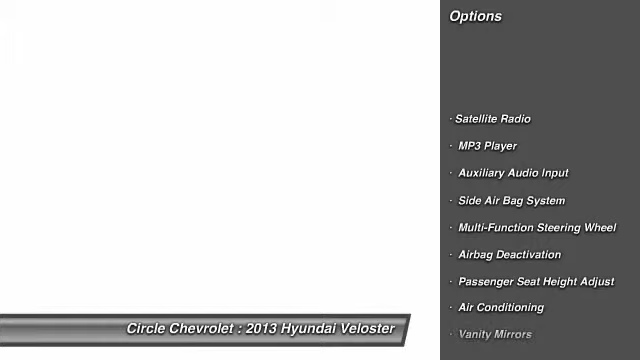 Options
· Satellite Radio
· MP3 Player
· Auxiliary Audio Input
· Side Air Bag System
· Multi-Function Steering Wheel
· Airbag Deactivation
· Passenger Seat Height Adjust
· Air Conditioning
· Vanity Mirrors
Circle Chevrolet : 2013 Hyundai Veloster